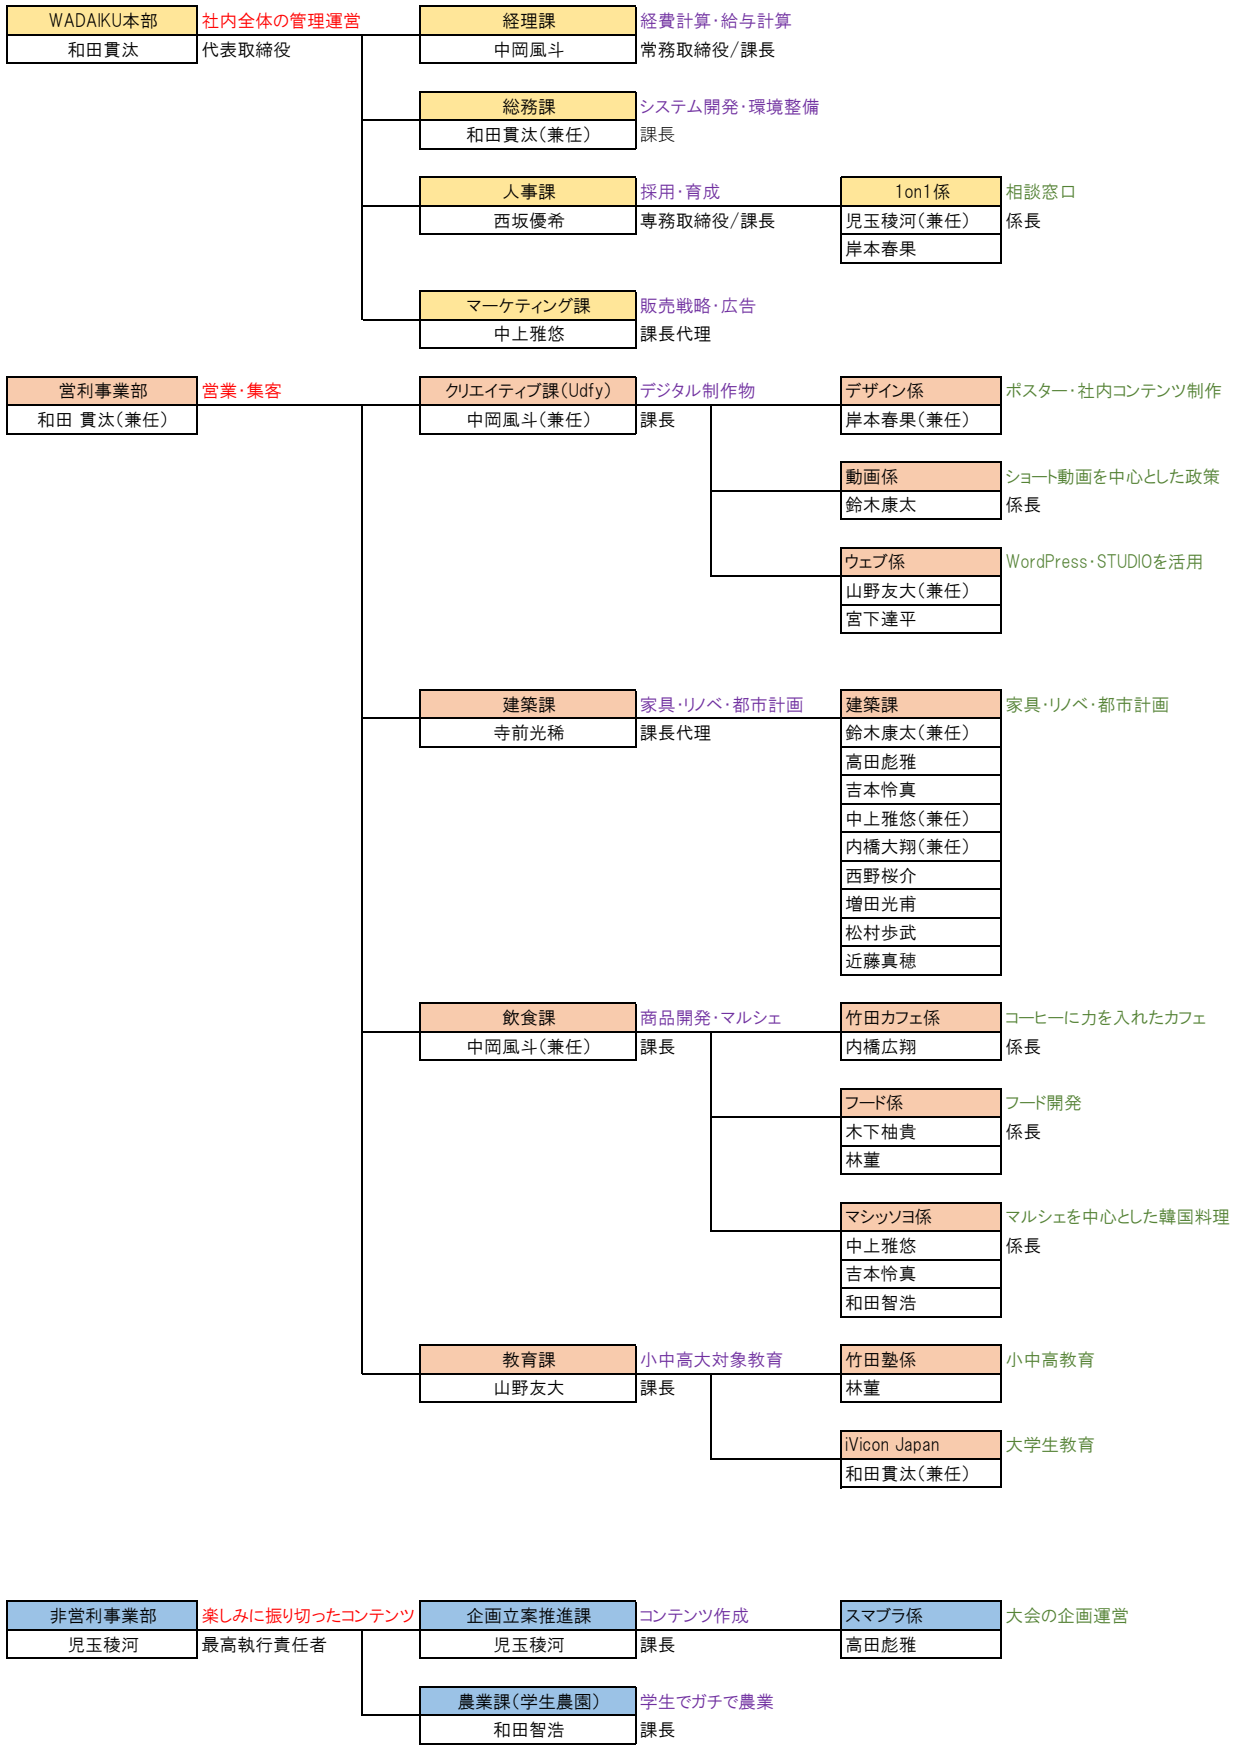 WADAIKU本部 社内全体の管理運営 経理課 経費計算・給与計算
和田貫汰 代表取締役 中岡風斗 常務取締役/課長
総務課 システム開発・環境整備
和田貫汰(兼任) 課長
人事課 採用・育成 1on1係 相談窓口
西坂優希 専務取締役/課長 児玉稜河(兼任) 係長
岸本春果
マーケティング課 販売戦略・広告
中上雅悠 課長代理
営利事業部 営業・集客 クリエイティブ課(Udfy) デジタル制作物 デザイン係 ポスター・社内コンテンツ制作
和田 貫汰(兼任) 中岡風斗(兼任) 課長 岸本春果(兼任)
動画係 ショート動画を中心とした政策
鈴木康太 係長
ウェブ係 WordPress・STUDIOを活用
山野友大(兼任)
宮下達平
建築課 家具・リノベ・都市計画 建築課 家具・リノベ・都市計画
寺前光稀 課長代理 鈴木康太(兼任)
高田彪雅
吉本怜真
中上雅悠(兼任)
内橋大翔(兼任)
西野桜介
増田光甫
松村歩武
近藤真穂
飲食課 商品開発・マルシェ 竹田カフェ係 コーヒーに力を入れたカフェ
中岡風斗(兼任) 課長 内橋広翔 係長
フード係 フード開発
木下柚貴 係長
林菫
マシッソヨ係 マルシェを中心とした韓国料理
中上雅悠 係長
吉本怜真
和田智浩
教育課 小中高大対象教育 竹田塾係 小中高教育
山野友大 課長 林菫
iVicon Japan 大学生教育
和田貫汰(兼任)
非営利事業部 楽しみに振り切ったコンテンツ 企画立案推進課 コンテンツ作成 スマブラ係 大会の企画運営
児玉稜河 最高執行責任者 児玉稜河 課長 高田彪雅
農業課(学生農園) 学生でガチで農業
和田智浩 課長